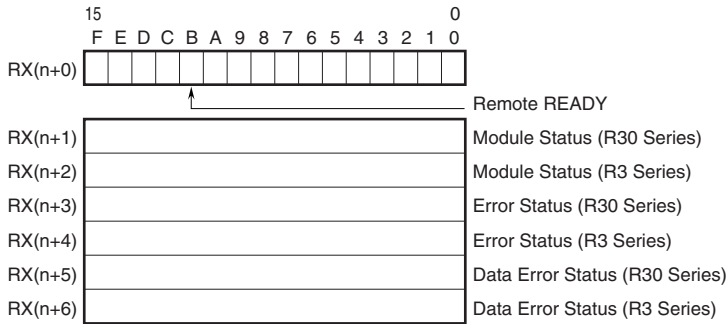 15 0
F E D C B A 9 8 7 6 5 4 3 2 1 0
RX(n+0)
Remote READY
RX(n+1) Module Status (R30 Series)
RX(n+2) Module Status (R3 Series)
RX(n+3) Error Status (R30 Series)
RX(n+4) Error Status (R3 Series)
RX(n+5) Data Error Status (R30 Series)
RX(n+6) Data Error Status (R3 Series)